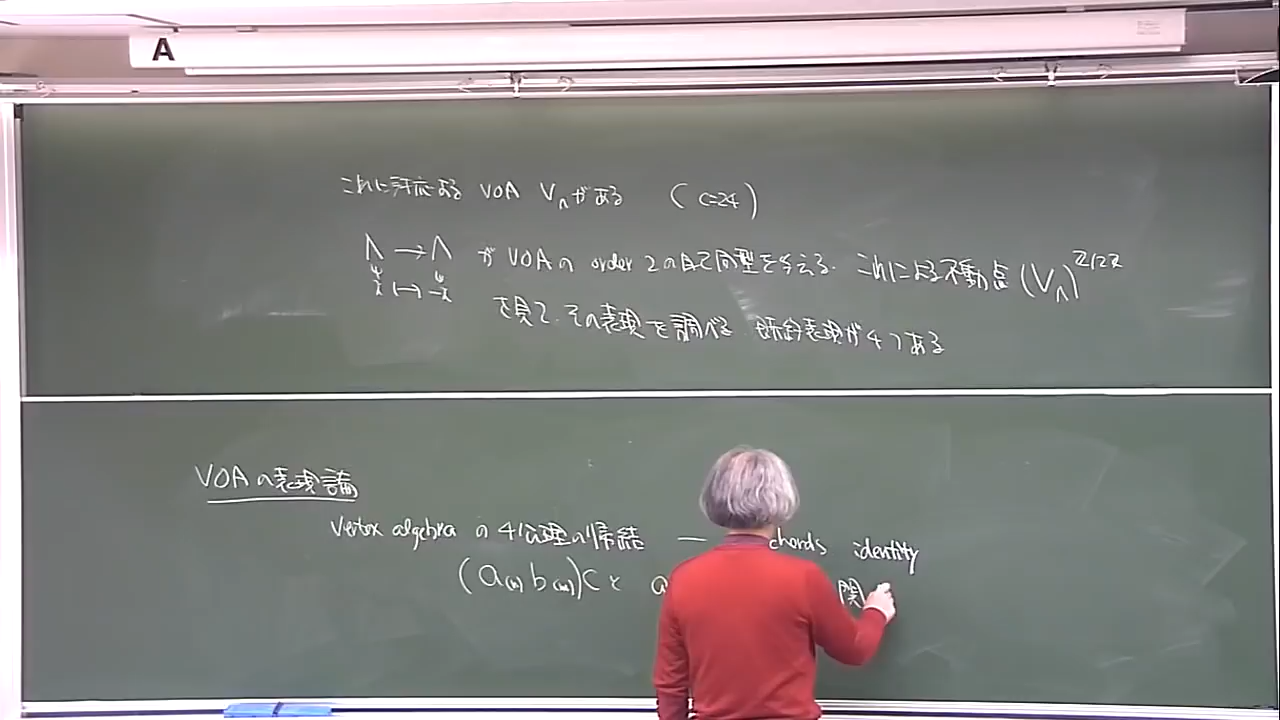 A
これに対応する VOA V_Λ がある (c=24)
Λ → Λ が VOA の order 2 の自己同型を与える. これによる不動点 (V_Λ)^{Z/2Z}
x ↦ -x を見て、その表現を調べる. 既約表現が4つある
VOAの表現論
Vertex algebra の 4公理の帰結 — chords identity
(a_(n) b_(m)) c と a 関